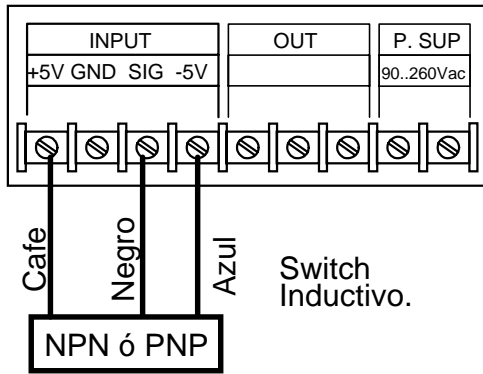 INPUT OUT P. SUP
+5V GND SIG -5V 90..260Vac
Cafe
Negro
Azul
Switch
Inductivo.
NPN ó PNP